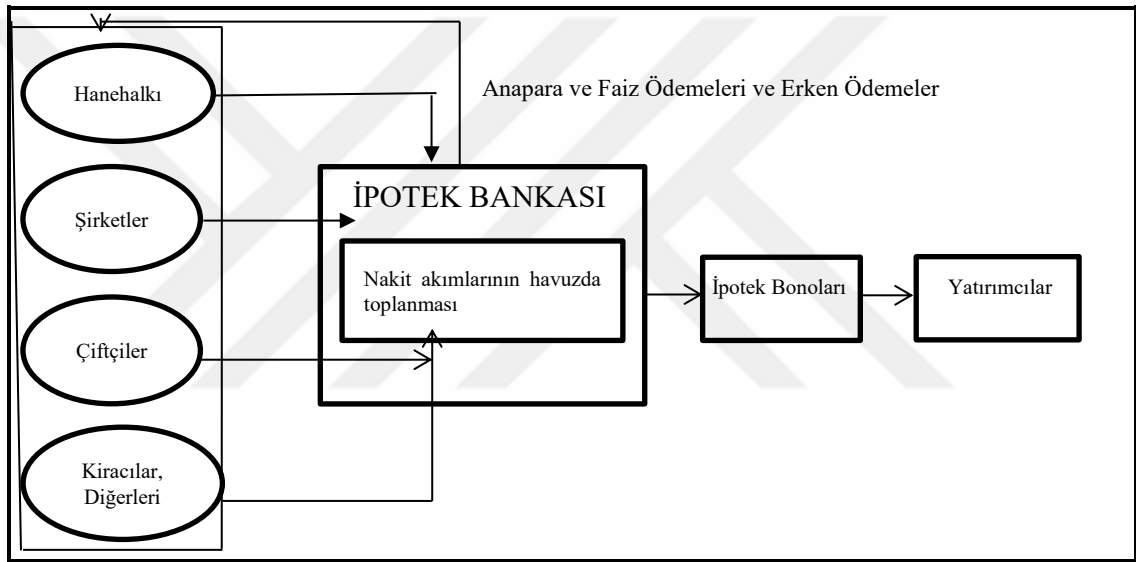 Hanehalkı
Anapara ve Faiz Ödemeleri ve Erken Ödemeler
Şirketler
İPOTEK BANKASI
Nakit akımlarının havuzda
toplanması
İpotek Bonoları
Yatırımcılar
Çiftçiler
Kiracılar,
Diğerleri